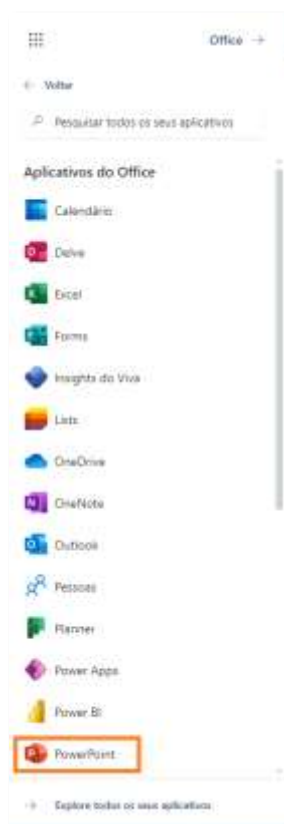 Office →
← Voltar
Pesquisar todos os seus aplicativos
Aplicativos do Office
Calendário
Delve
Excel
Forms
Insights do Viva
Lists
OneDrive
OneNote
Outlook
Pessoas
Planner
Power Apps
Power BI
PowerPoint
→ Explore todos os seus aplicativos